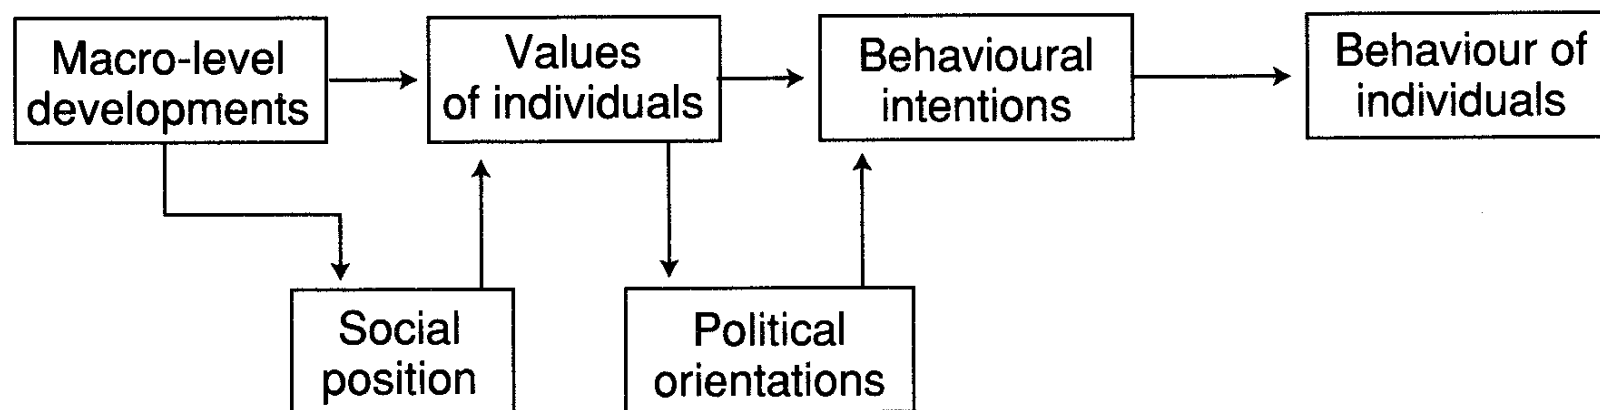 Macro-level
developments
Values
of individuals
Behavioural
intentions
Behaviour of
individuals
Social
position
Political
orientations